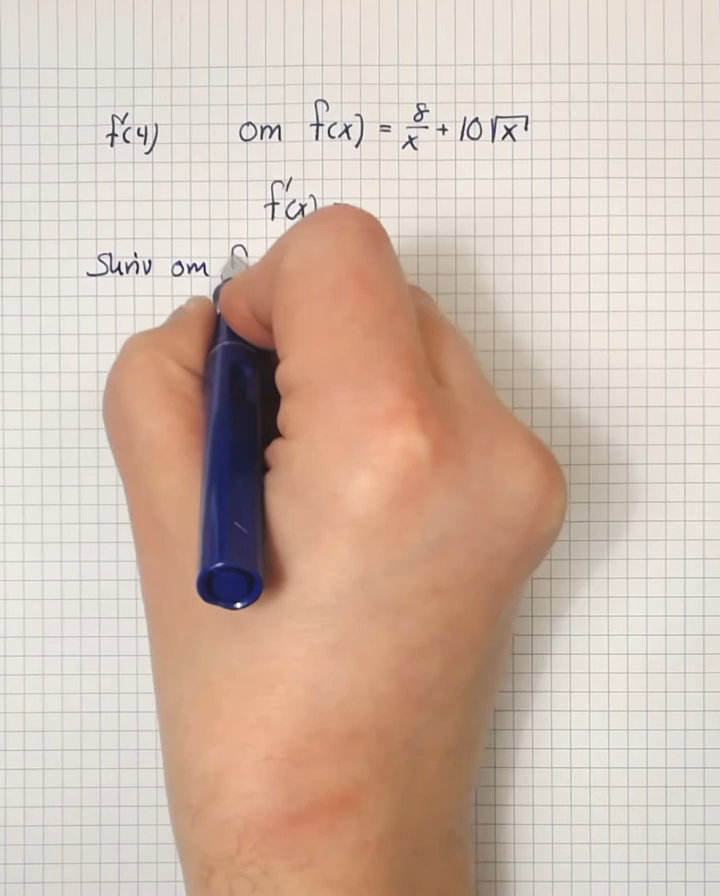 f'(4) om f(x) = 8/x + 10√x
f'(x) =
Skriv om f